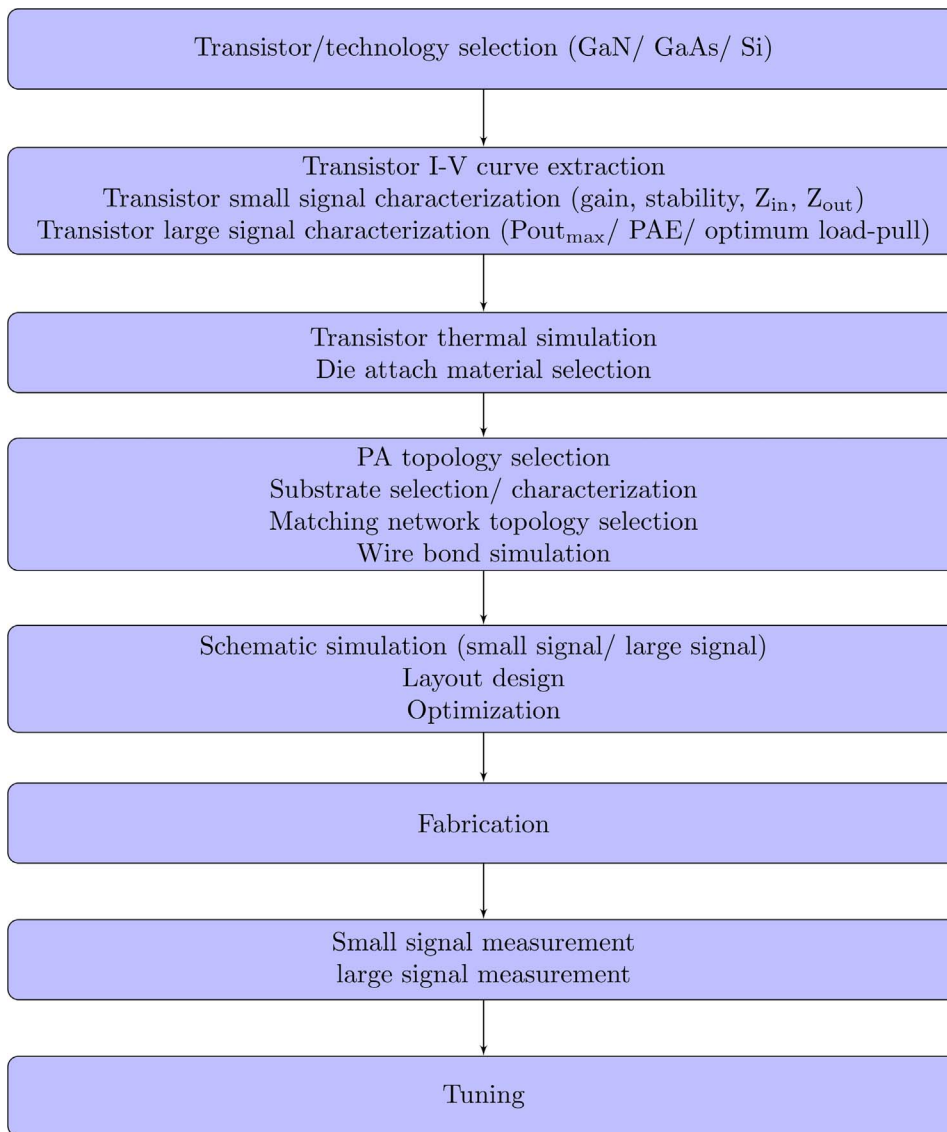 Transistor/technology selection (GaN/ GaAs/ Si)
Transistor I-V curve extraction
Transistor small signal characterization (gain, stability, Z_in, Z_out)
Transistor large signal characterization (Pout_max/ PAE/ optimum load-pull)
Transistor thermal simulation
Die attach material selection
PA topology selection
Substrate selection/ characterization
Matching network topology selection
Wire bond simulation
Schematic simulation (small signal/ large signal)
Layout design
Optimization
Fabrication
Small signal measurement
large signal measurement
Tuning